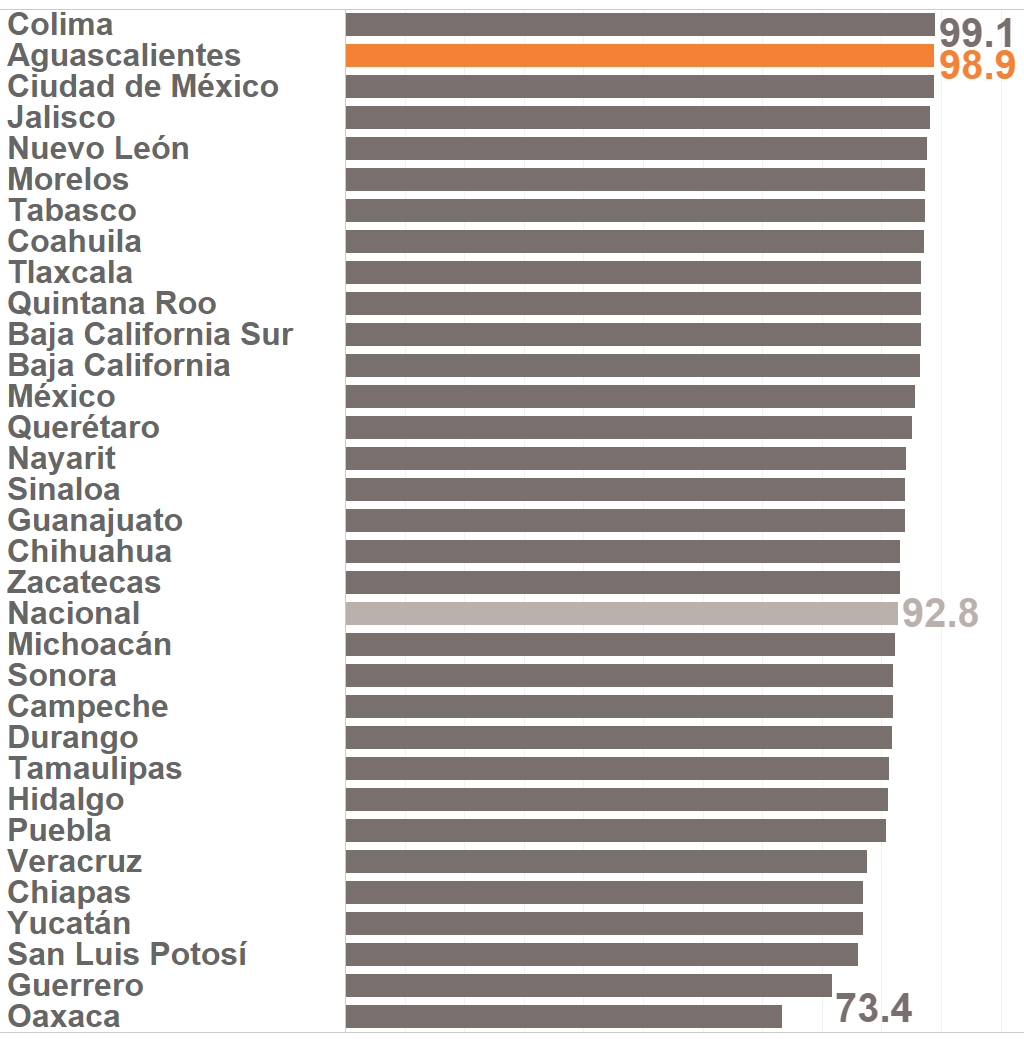 Colima 99.1
Aguascalientes 98.9
Ciudad de México
Jalisco
Nuevo León
Morelos
Tabasco
Coahuila
Tlaxcala
Quintana Roo
Baja California Sur
Baja California
México
Querétaro
Nayarit
Sinaloa
Guanajuato
Chihuahua
Zacatecas
Nacional 92.8
Michoacán
Sonora
Campeche
Durango
Tamaulipas
Hidalgo
Puebla
Veracruz
Chiapas
Yucatán
San Luis Potosí
Guerrero
Oaxaca 73.4